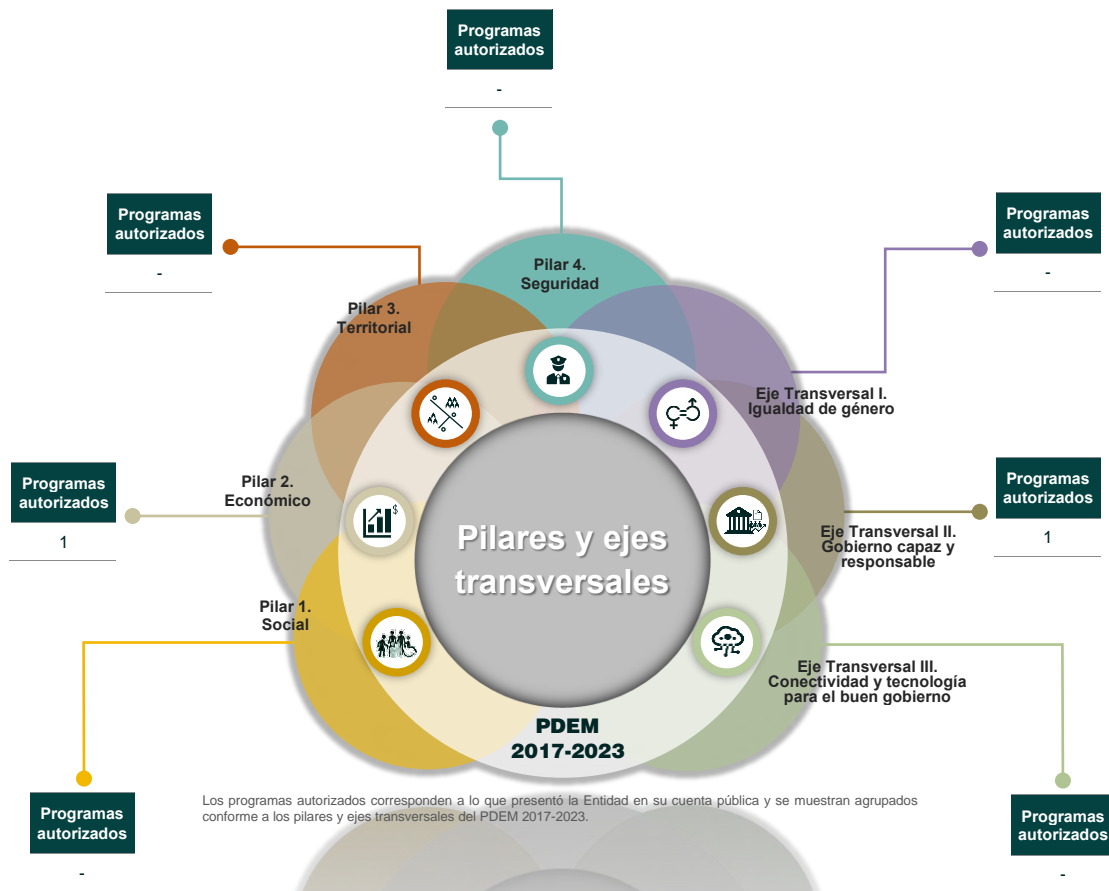 Programas
autorizados
-
Programas
autorizados
-
Programas
autorizados
-
Pilar 4.
Seguridad
Pilar 3.
Territorial
Eje Transversal I.
Igualdad de género
Programas
autorizados
1
Pilar 2.
Económico
$
Pilares y ejes
transversales
Eje Transversal II.
Gobierno capaz y
responsable
Programas
autorizados
1
Pilar 1.
Social
Eje Transversal III.
Conectividad y tecnología
para el buen gobierno
PDEM
2017-2023
Los programas autorizados corresponden a lo que presentó la Entidad en su cuenta pública y se muestran agrupados
conforme a los pilares y ejes transversales del PDEM 2017-2023.
Programas
autorizados
-
Programas
autorizados
-